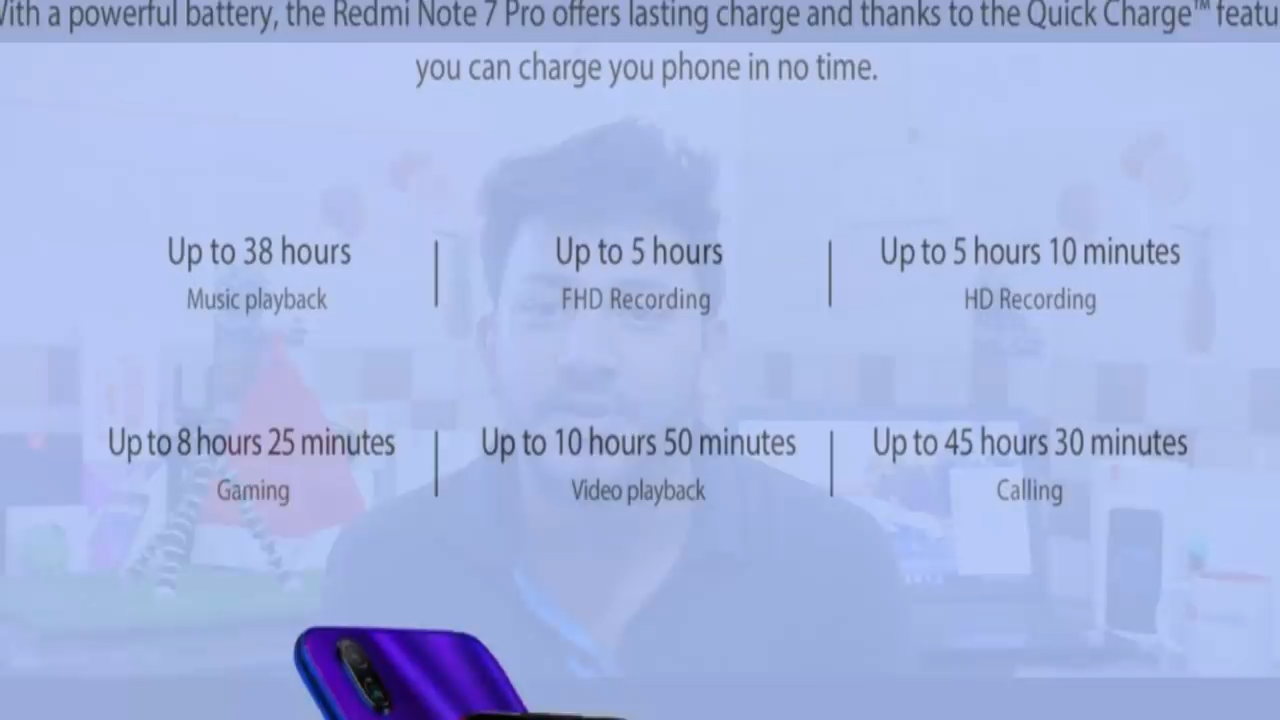 With a powerful battery, the Redmi Note 7 Pro offers lasting charge and thanks to the Quick Charge™ featu
you can charge you phone in no time.
Up to 38 hours
Music playback
Up to 5 hours
FHD Recording
Up to 5 hours 10 minutes
HD Recording
Up to 8 hours 25 minutes
Gaming
Up to 10 hours 50 minutes
Video playback
Up to 45 hours 30 minutes
Calling